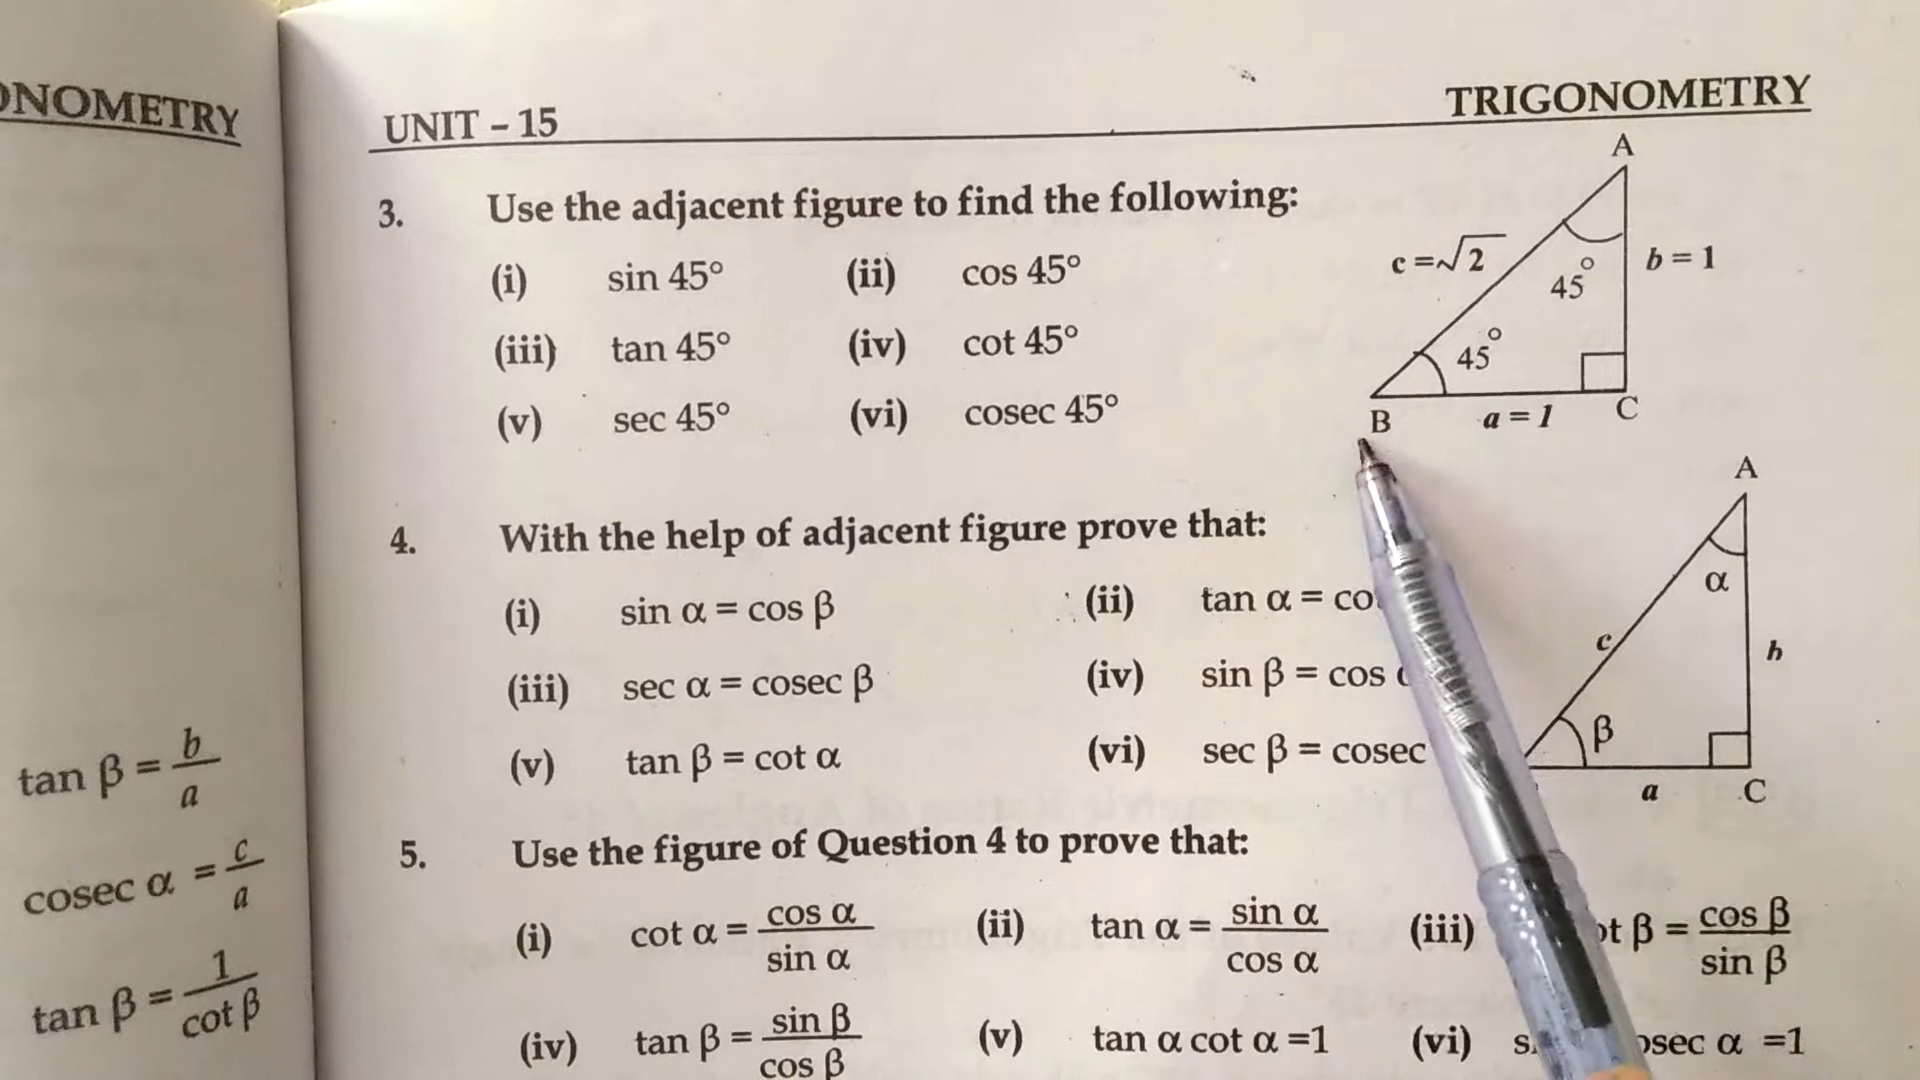 UNIT – 15
TRIGONOMETRY
3. Use the adjacent figure to find the following:
(i) sin 45° (ii) cos 45°
(iii) tan 45° (iv) cot 45°
(v) sec 45° (vi) cosec 45°
A
c = √2
b = 1
45°
45°
B
a = 1
C
4. With the help of adjacent figure prove that:
(i) sin α = cos β (ii) tan α =
(iii) sec α = cosec β (iv) sin β = cos
(v) tan β = cot α (vi) sec β = cosec
A
α
c
b
β
a
C
5. Use the figure of Question 4 to prove that:
(i) cot α = cos α / sin α (ii) tan α = sin α / cos α (iii) β = cos β / sin β
(iv) tan β = sin β / cos β (v) tan α cot α =1 (vi) α =1
tan β = b / a
cosec α = c / a
tan β = 1 / cot β